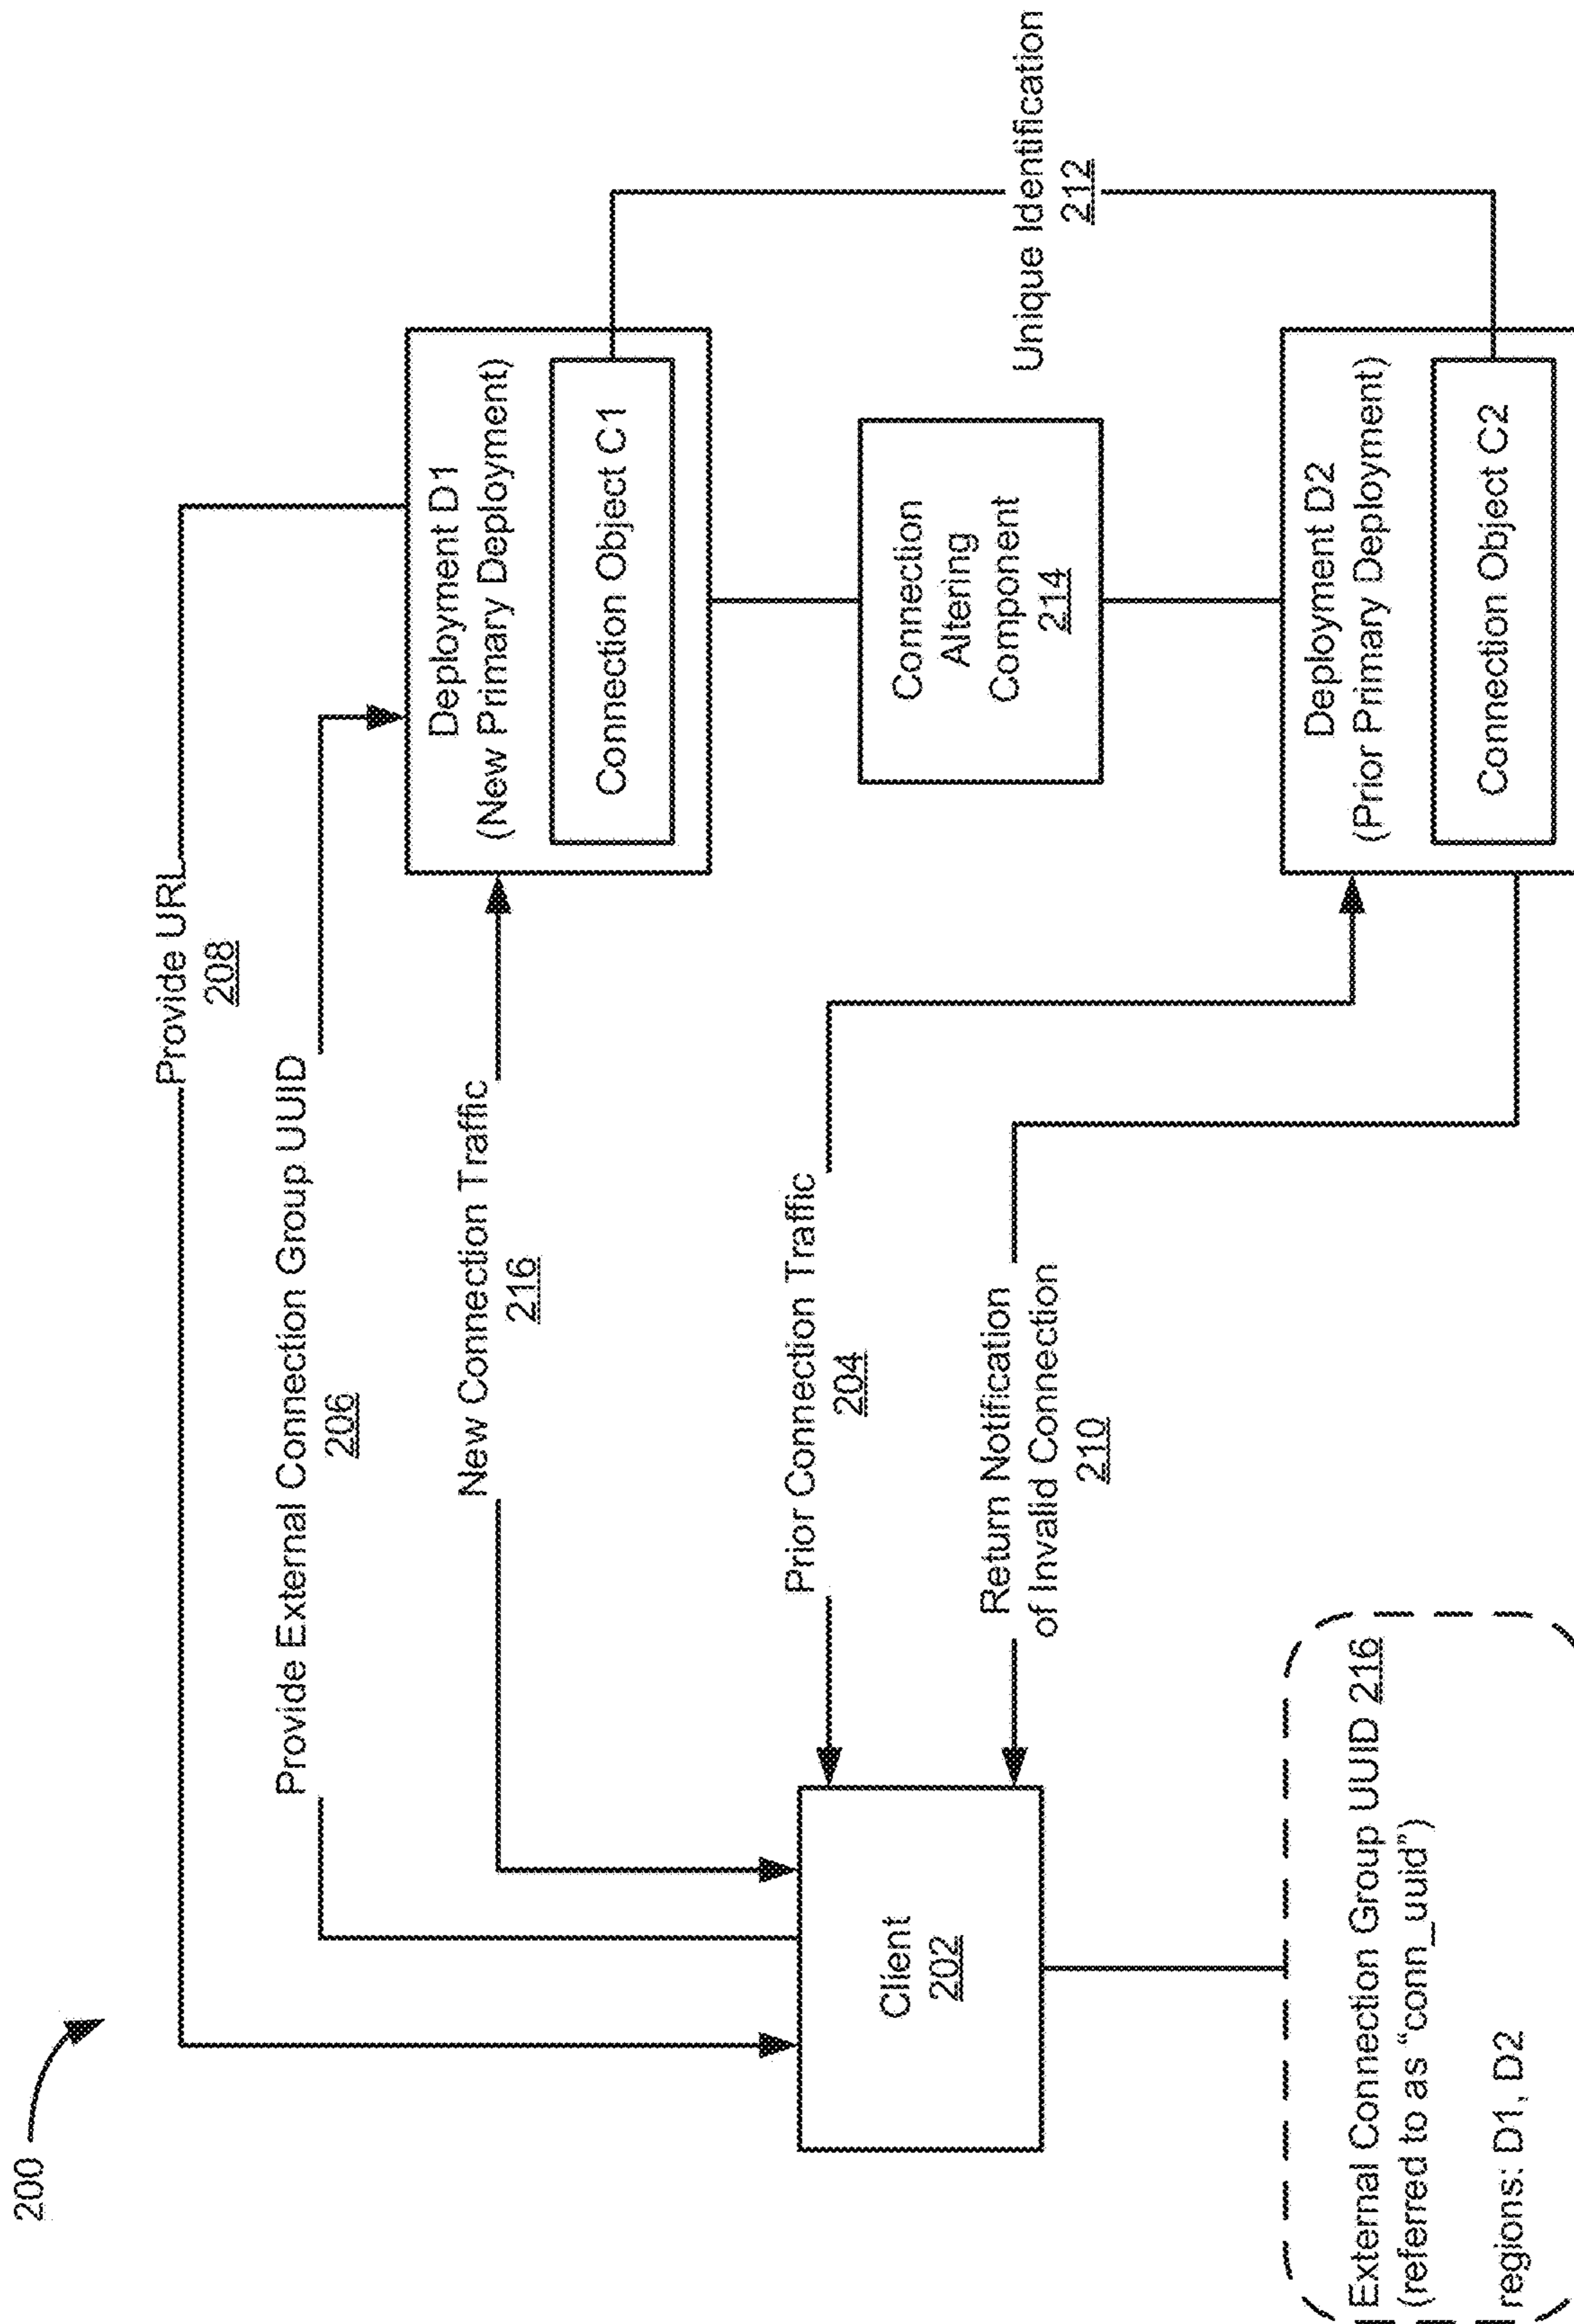 200
Provide URL
208
Provide External Connection Group UUID
206
New Connection Traffic
216
Prior Connection Traffic
204
Return Notification
of Invalid Connection
210
Client
202
External Connection Group UUID 216
(referred to as "conn_uuid")
regions: D1, D2
Deployment D1
(New Primary Deployment)
Connection Object C1
Connection
Altering
Component
214
Deployment D2
(Prior Primary Deployment)
Connection Object C2
Unique Identification
212